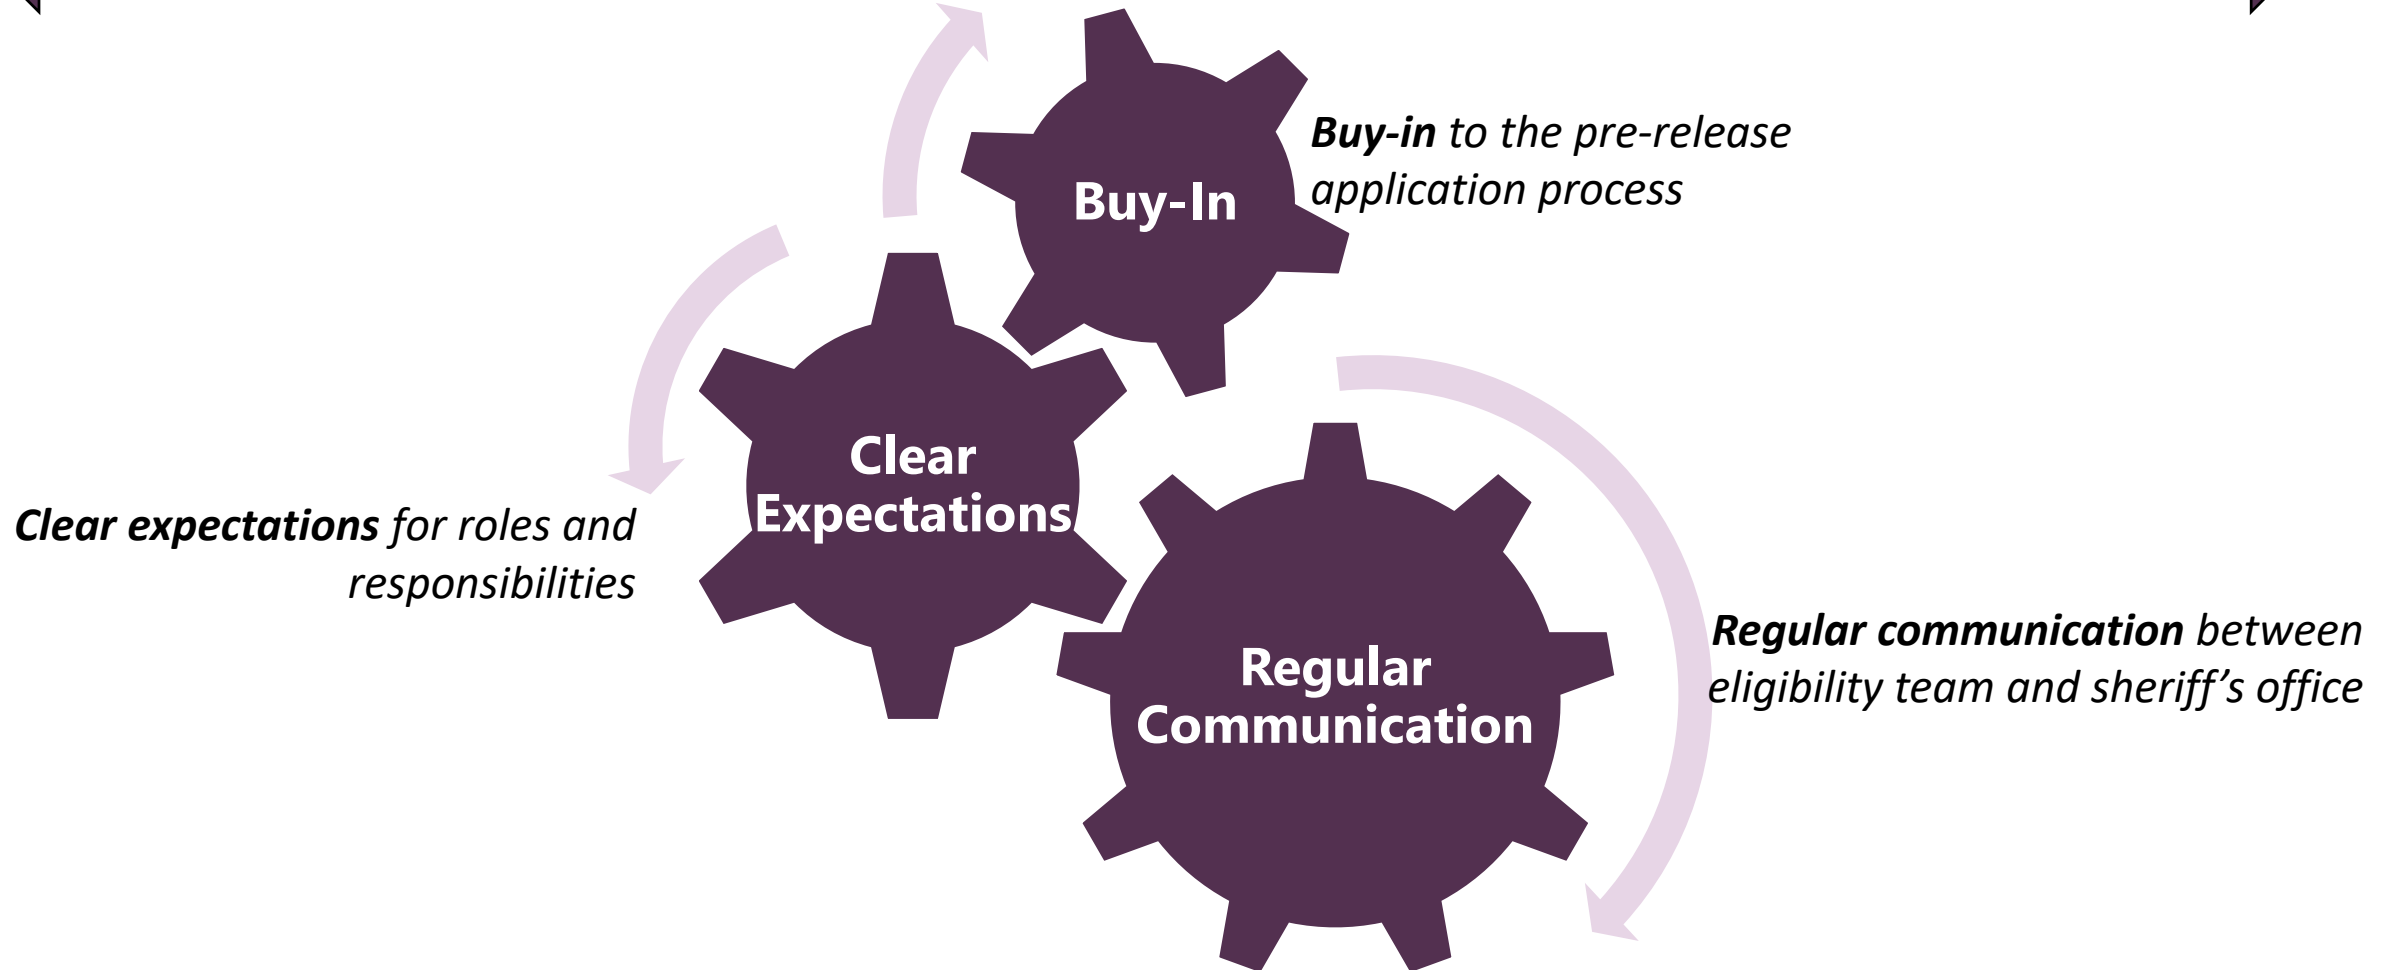 Buy-in to the pre-release
application process
Buy-In
Clear
Expectations
Clear expectations for roles and
responsibilities
Regular
Communication
Regular communication between
eligibility team and sheriff’s office